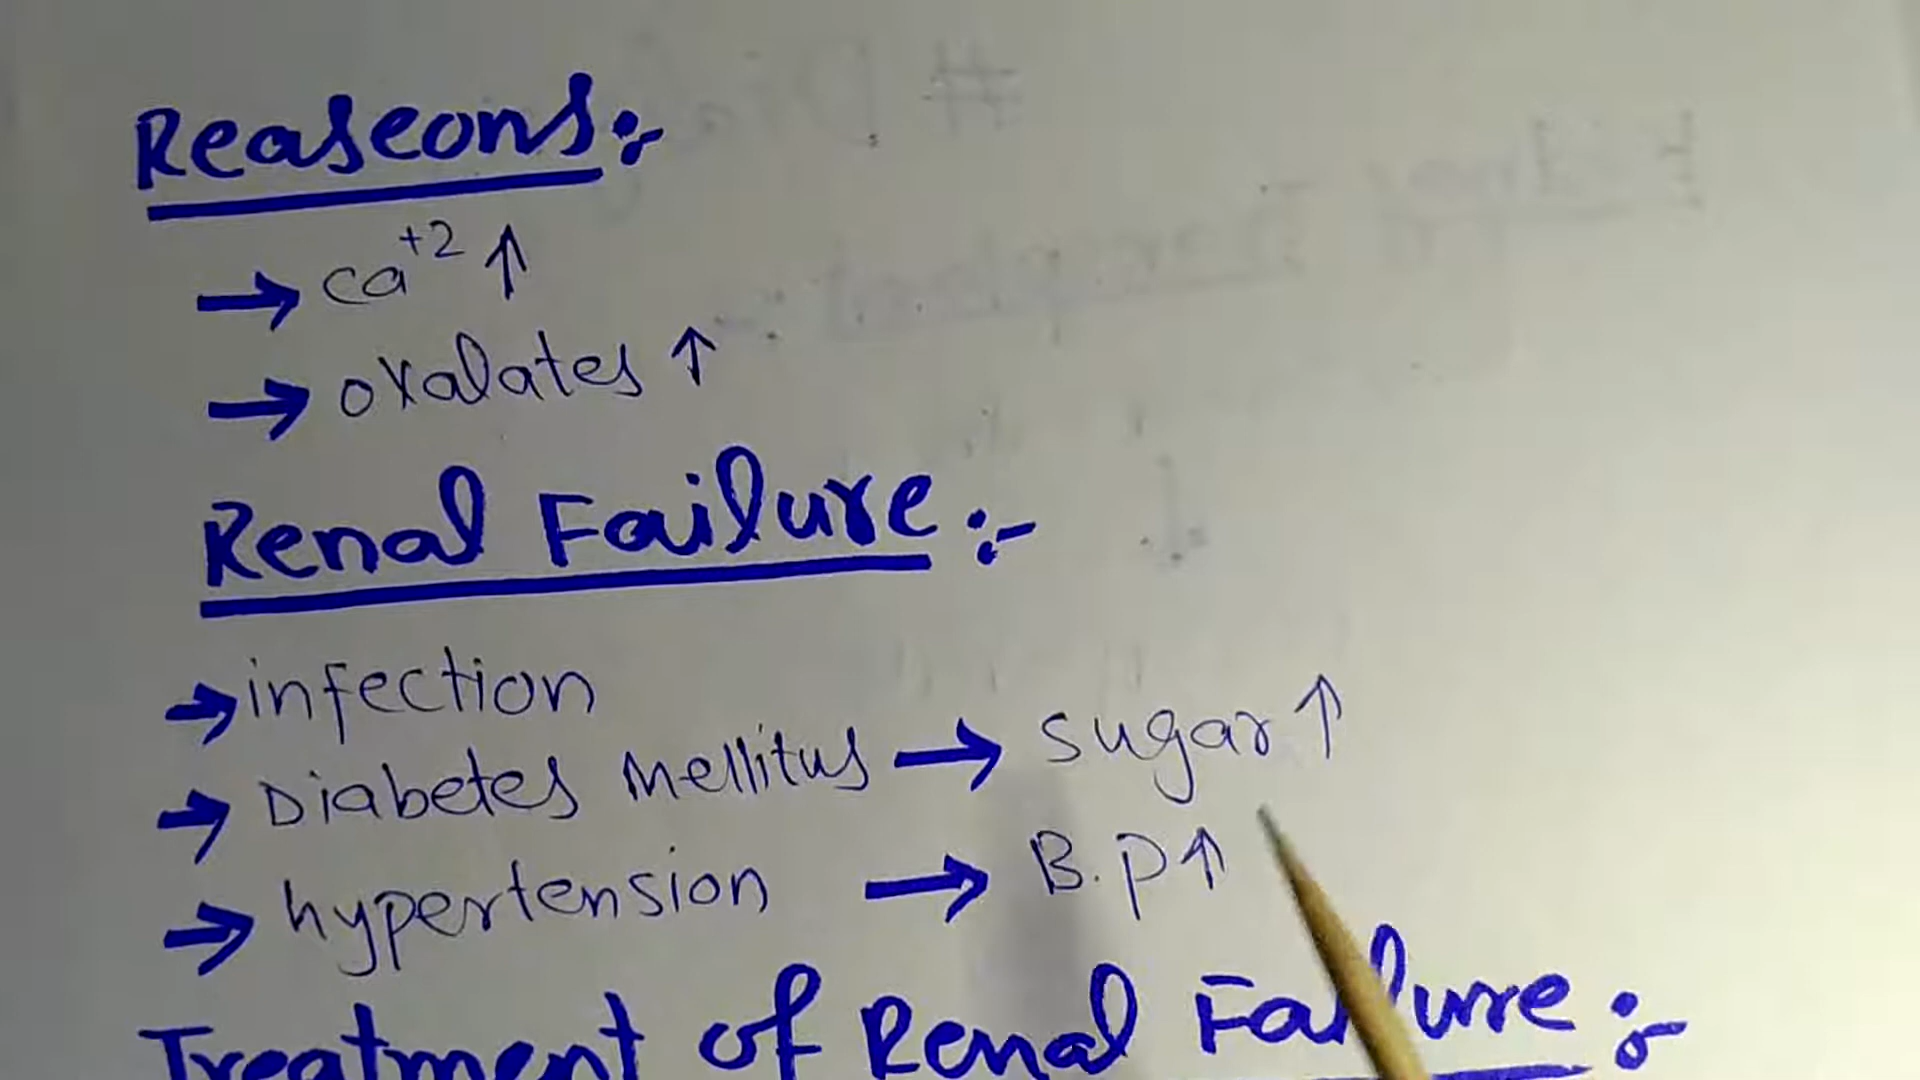 Reaseons:-
→ ca+2 ↑
→ oxalates ↑
Renal Failure :-
→ infection
→ Diabetes Mellitus → sugar ↑
→ hypertension → B.P ↑
Treatment of Renal Failure :-